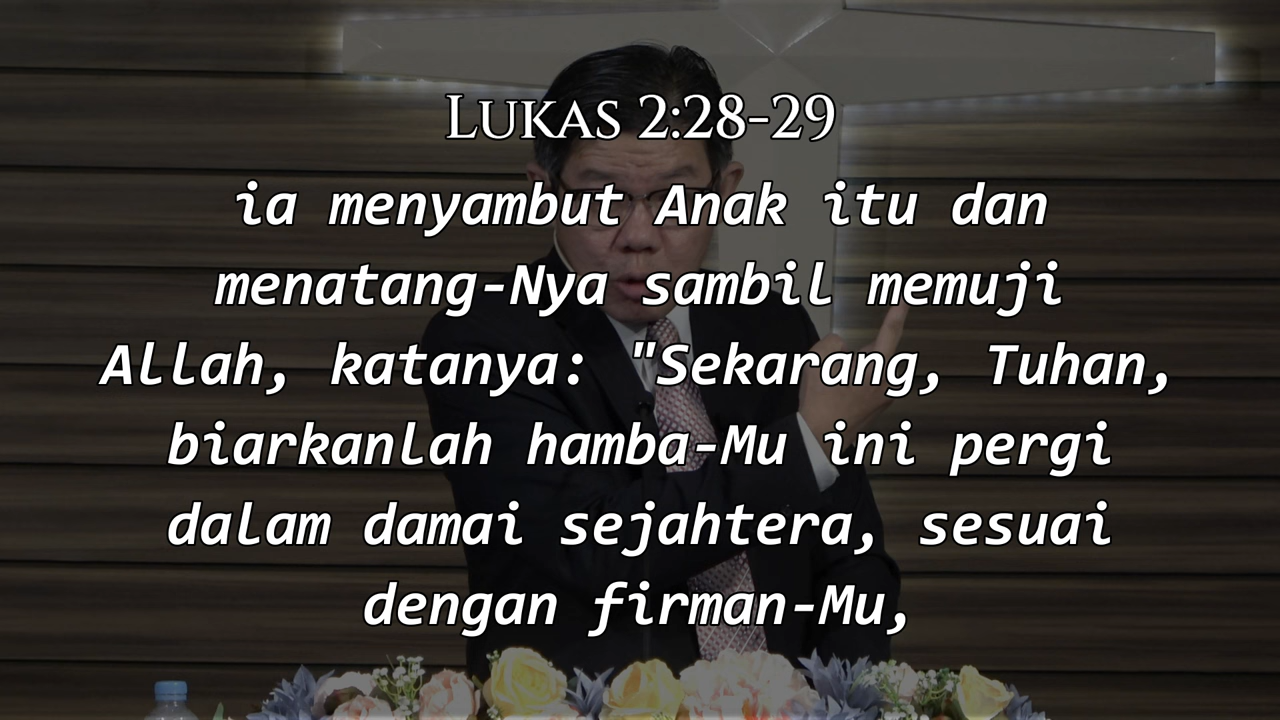 Lukas 2:28-29
ia menyambut Anak itu dan
menatang-Nya sambil memuji
Allah, katanya: "Sekarang, Tuhan,
biarkanlah hamba-Mu ini pergi
dalam damai sejahtera, sesuai
dengan firman-Mu,